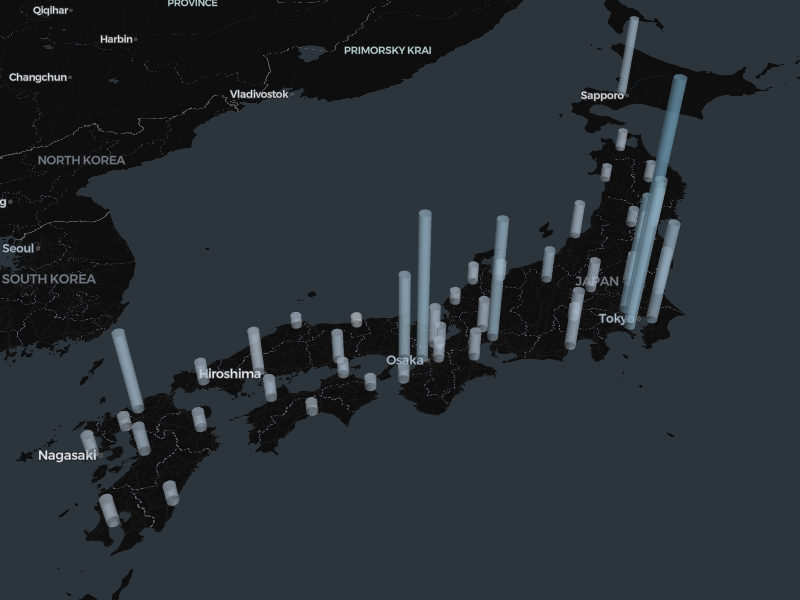 PROVINCE
Qiqihar
Harbin
PRIMORSKY KRAI
Changchun
Vladivostok
Sapporo
NORTH KOREA
Seoul
SOUTH KOREA
JAPAN
Tokyo
Osaka
Hiroshima
Nagasaki